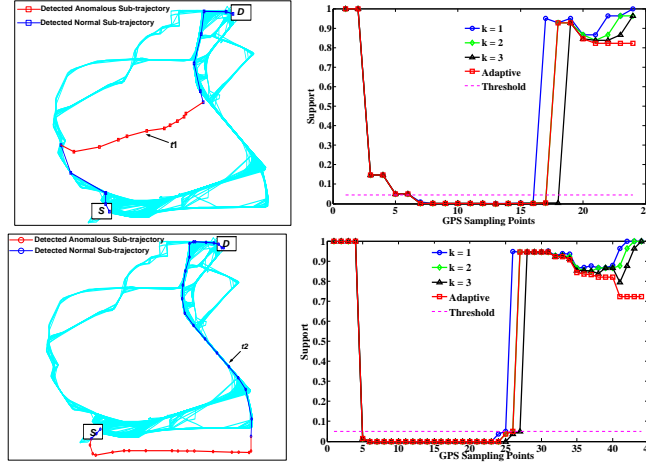 Detected Anomalous Sub-trajectory
Detected Normal Sub-trajectory
D
t1
S
1
0.9
0.8
0.7
0.6
0.5
0.4
0.3
0.2
0.1
0
Support
k = 1
k = 2
k = 3
Adaptive
Threshold
0 5 10 15 20 2
GPS Sampling Points
Detected Anomalous Sub-trajectory
Detected Normal Sub-trajectory
D
t2
S
1
0.9
0.8
0.7
0.6
0.5
0.4
0.3
0.2
0.1
0
Support
k = 1
k = 2
k = 3
Adaptive
Threshold
0 5 10 15 20 25 30 35 40 4
GPS Sampling Points